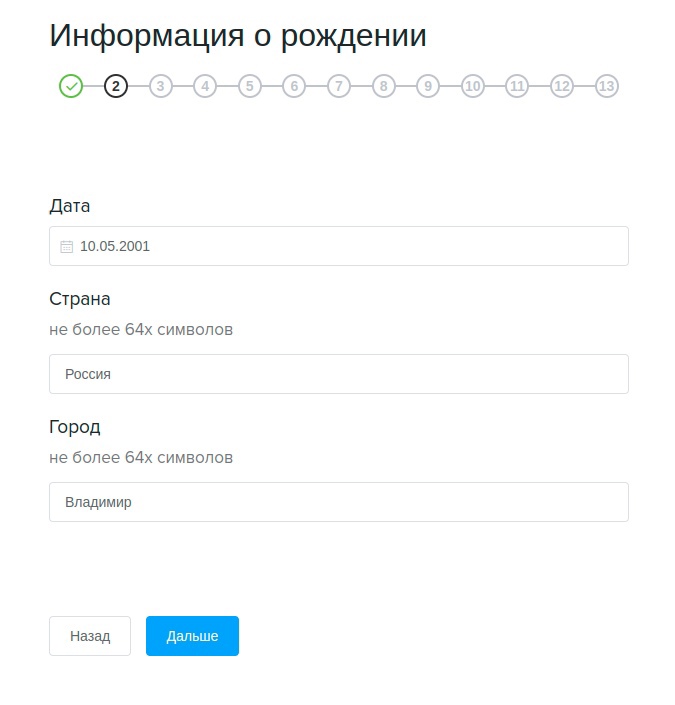 Информация о рождении
2 3 4 5 6 7 8 9 10 11 12 13
Дата
10.05.2001
Страна
не более 64х символов
Россия
Город
не более 64х символов
Владимир
Назад Дальше